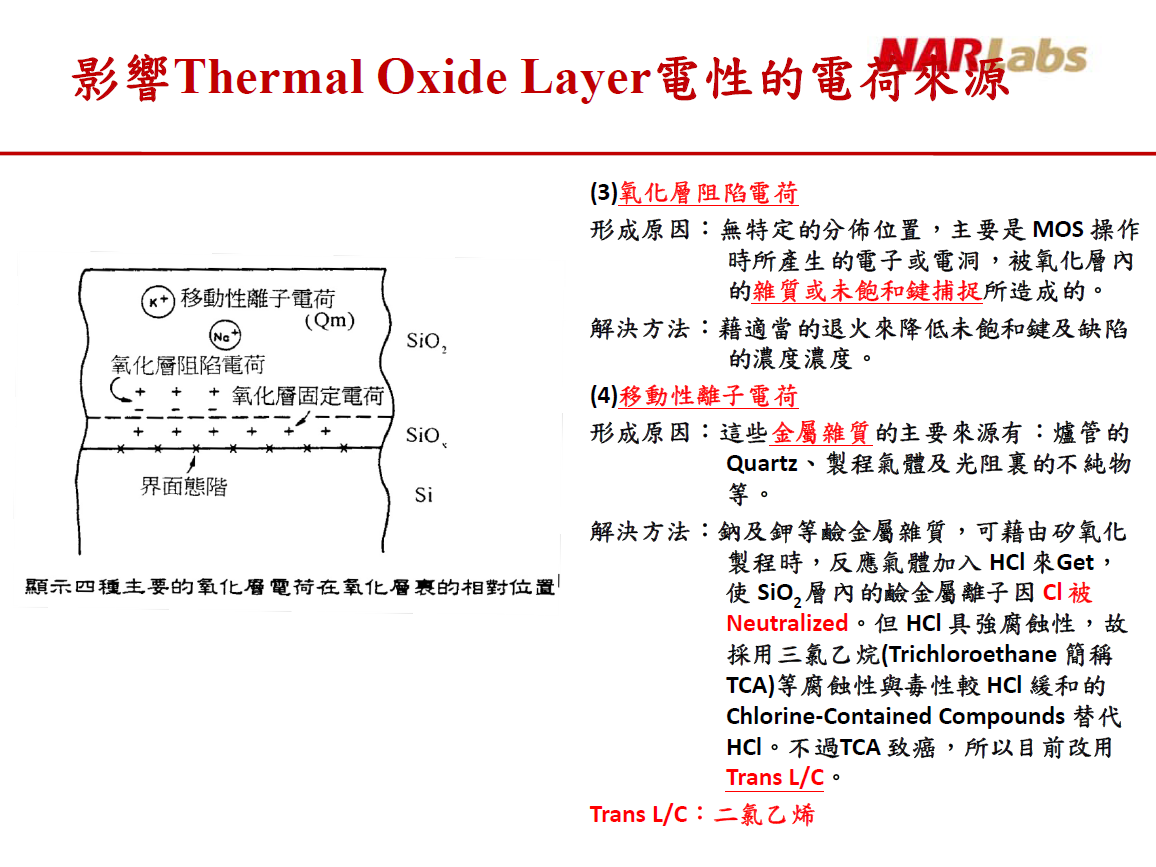 影響Thermal Oxide Layer電性的電荷來源
NARLabs
K+ 移動性離子電荷
(Qm)
Na+
SiO2
氧化層阻陷電荷
+ + + 氧化層固定電荷
− − −
+ + + + + +
SiOx
× × × × × × ×
界面態階
Si
顯示四種主要的氧化層電荷在氧化層裏的相對位置
(3)氧化層阻陷電荷
形成原因：無特定的分佈位置，主要是 MOS 操作
時所產生的電子或電洞，被氧化層內
的雜質或未飽和鍵捕捉所造成的。
解決方法：藉適當的退火來降低未飽和鍵及缺陷
的濃度濃度。
(4)移動性離子電荷
形成原因：這些金屬雜質的主要來源有：爐管的
Quartz、製程氣體及光阻裏的不純物
等。
解決方法：鈉及鉀等鹼金屬雜質，可藉由矽氧化
製程時，反應氣體加入 HCl 來Get，
使 SiO2層內的鹼金屬離子因 Cl 被
Neutralized。但 HCl 具強腐蝕性，故
採用三氯乙烷(Trichloroethane 簡稱
TCA)等腐蝕性與毒性較 HCl 緩和的
Chlorine-Contained Compounds 替代
HCl。不過TCA 致癌，所以目前改用
Trans L/C。
Trans L/C：二氯乙烯